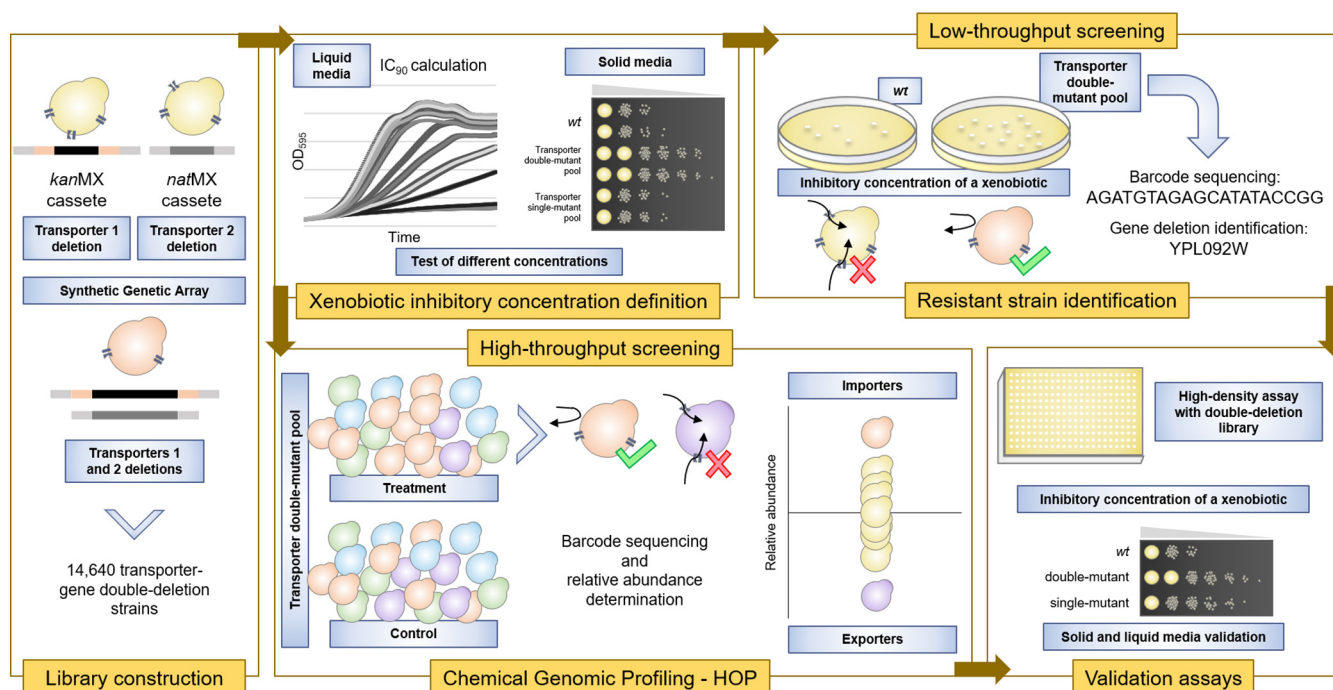 kanMX
cassete
natMX
cassete
Transporter 1
deletion
Transporter 2
deletion
Synthetic Genetic Array
Transporters 1
and 2 deletions
14,640 transporter-
gene double-deletion
strains
Library construction
Liquid
media
IC90 calculation
OD595
Time
Solid media
wt
Transporter
double-mutant
pool
Transporter
single-mutant
pool
Test of different concentrations
Xenobiotic inhibitory concentration definition
Low-throughput screening
wt
Transporter
double-
mutant pool
Inhibitory concentration of a xenobiotic
Barcode sequencing:
AGATGTAGAGCATATACCGG
Gene deletion identification:
YPL092W
Resistant strain identification
High-throughput screening
Transporter double-mutant pool
Treatment
Control
Barcode sequencing
and
relative abundance
determination
Importers
Relative abundance
Exporters
Chemical Genomic Profiling - HOP
High-density assay
with double-deletion
library
Inhibitory concentration of a xenobiotic
wt
double-mutant
single-mutant
Solid and liquid media validation
Validation assays